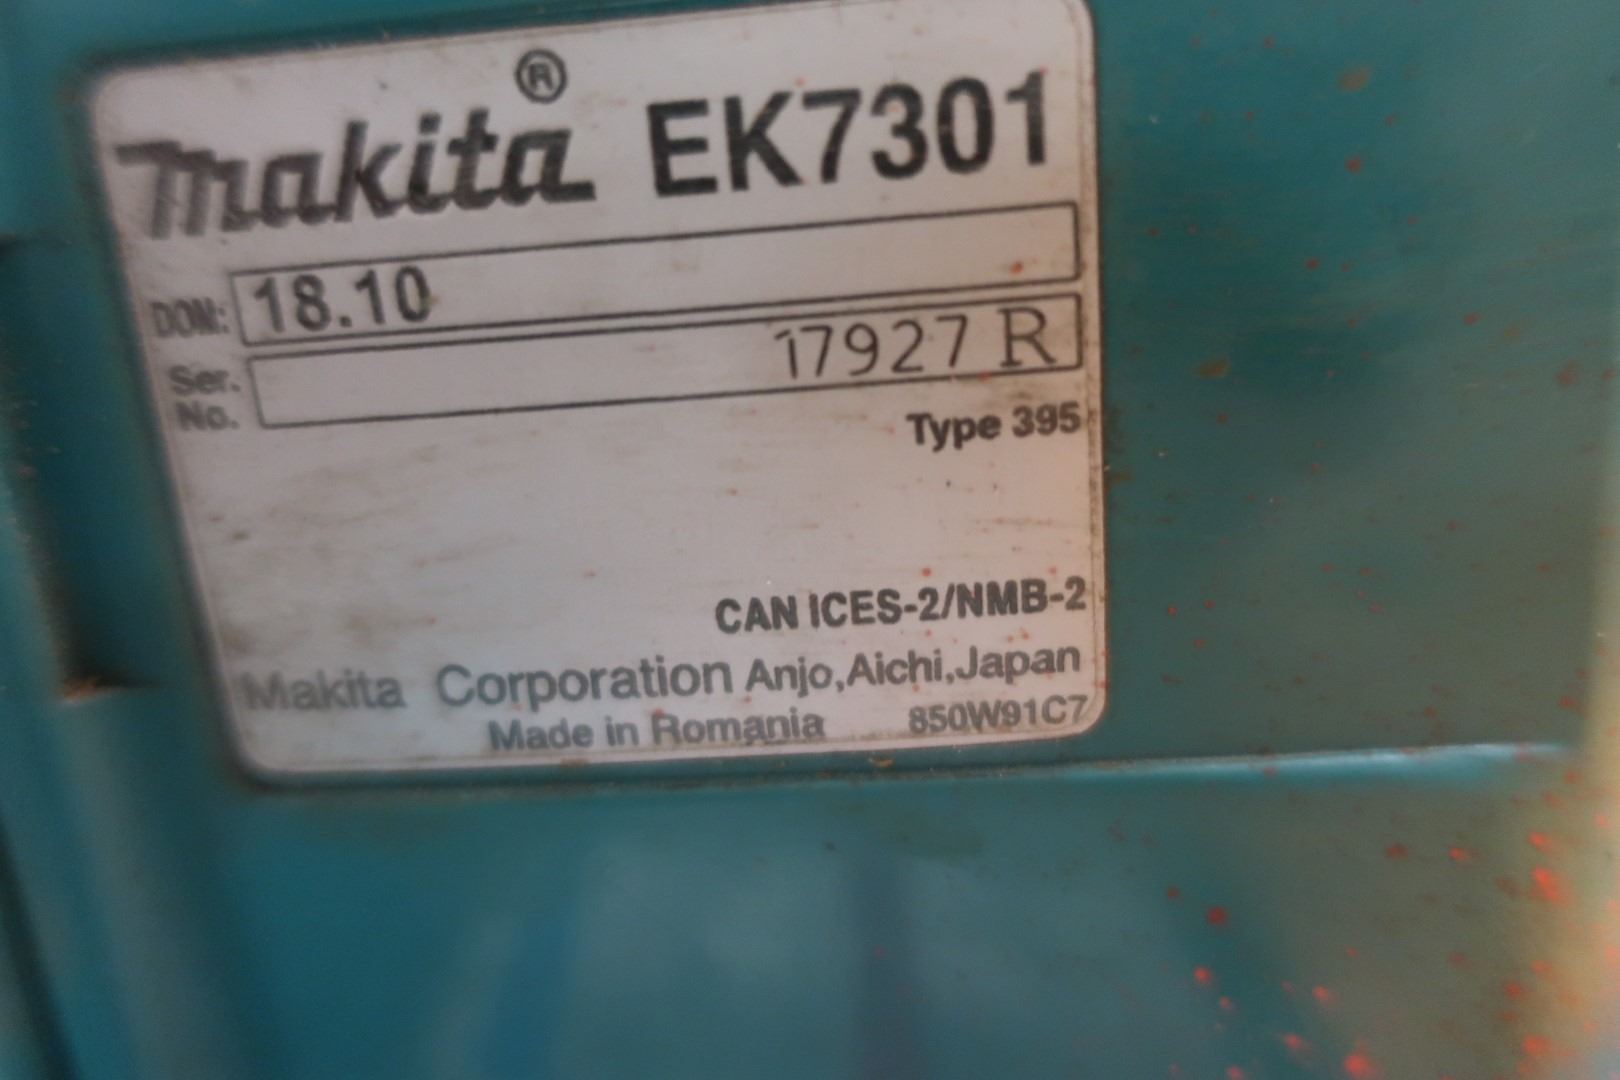 makita® EK7301
DOM: 18.10
Ser. No. 17927 R
Type 395
CAN ICES-2/NMB-2
Makita Corporation Anjo,Aichi,Japan
Made in Romania 850W91C7